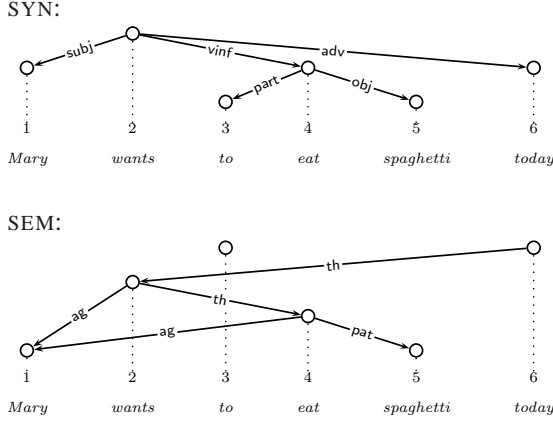 SYN:
subj vinf adv
part obj
1 2 3 4 5 6
Mary wants to eat spaghetti today
SEM:
th
ag th
ag pat
1 2 3 4 5 6
Mary wants to eat spaghetti today